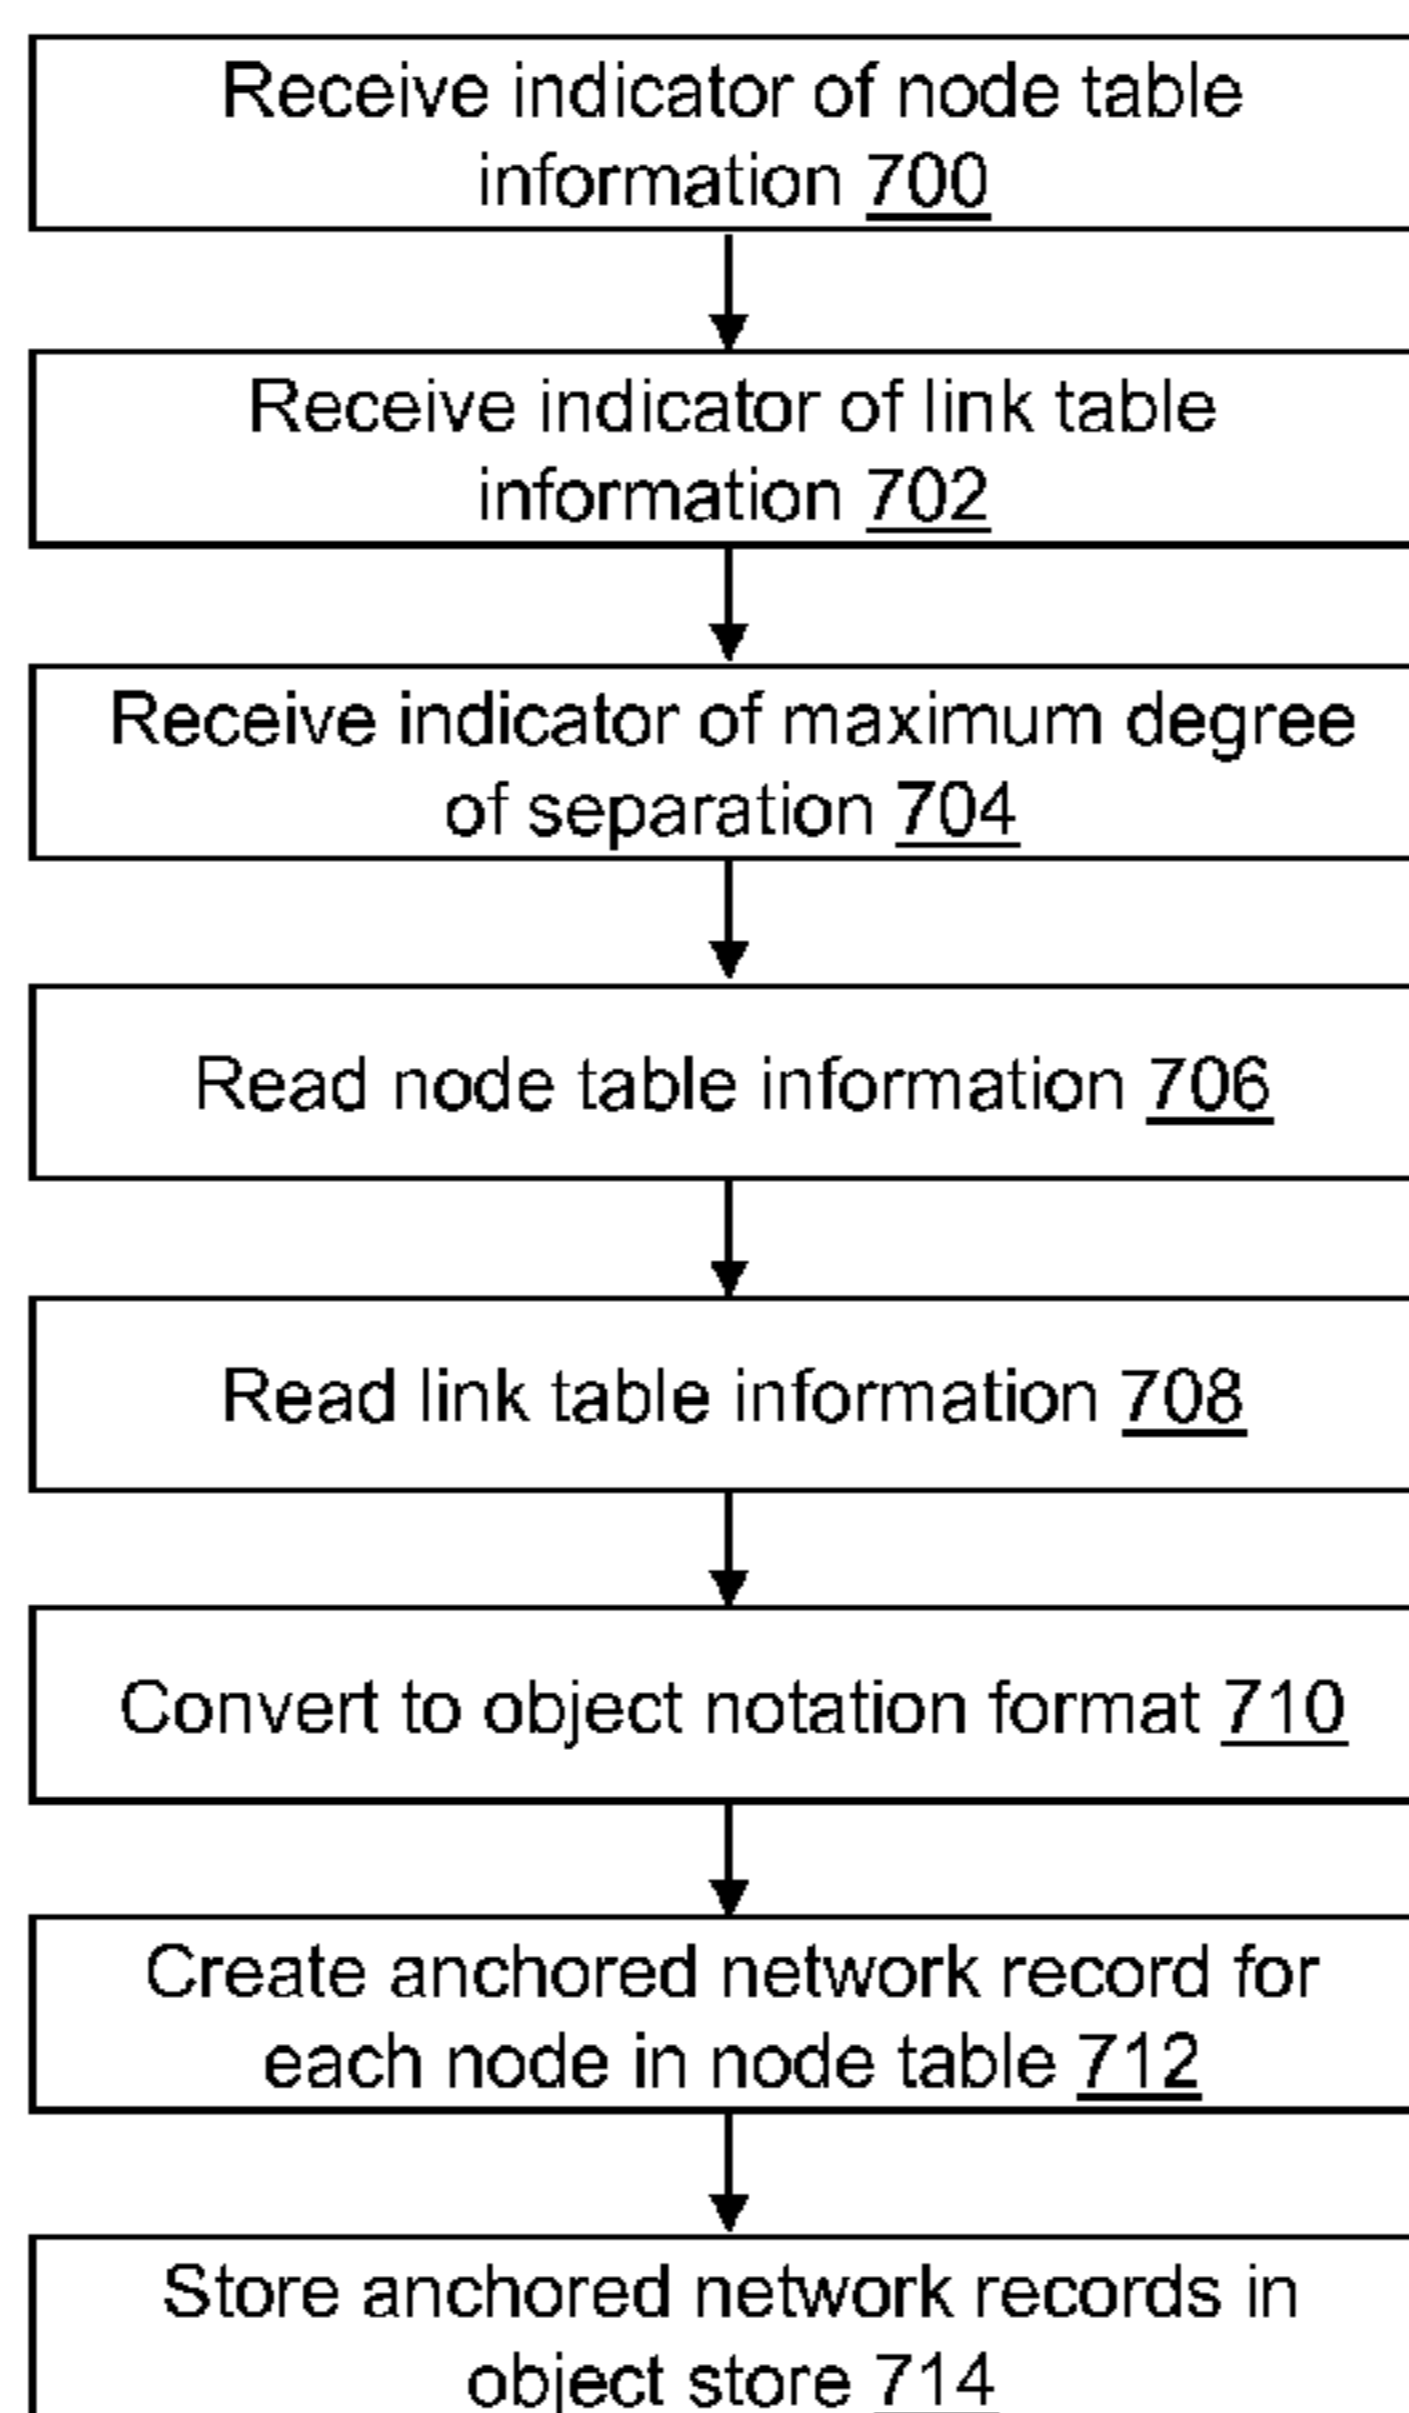 Receive indicator of node table
information 700
Receive indicator of link table
information 702
Receive indicator of maximum degree
of separation 704
Read node table information 706
Read link table information 708
Convert to object notation format 710
Create anchored network record for
each node in node table 712
Store anchored network records in
object store 714